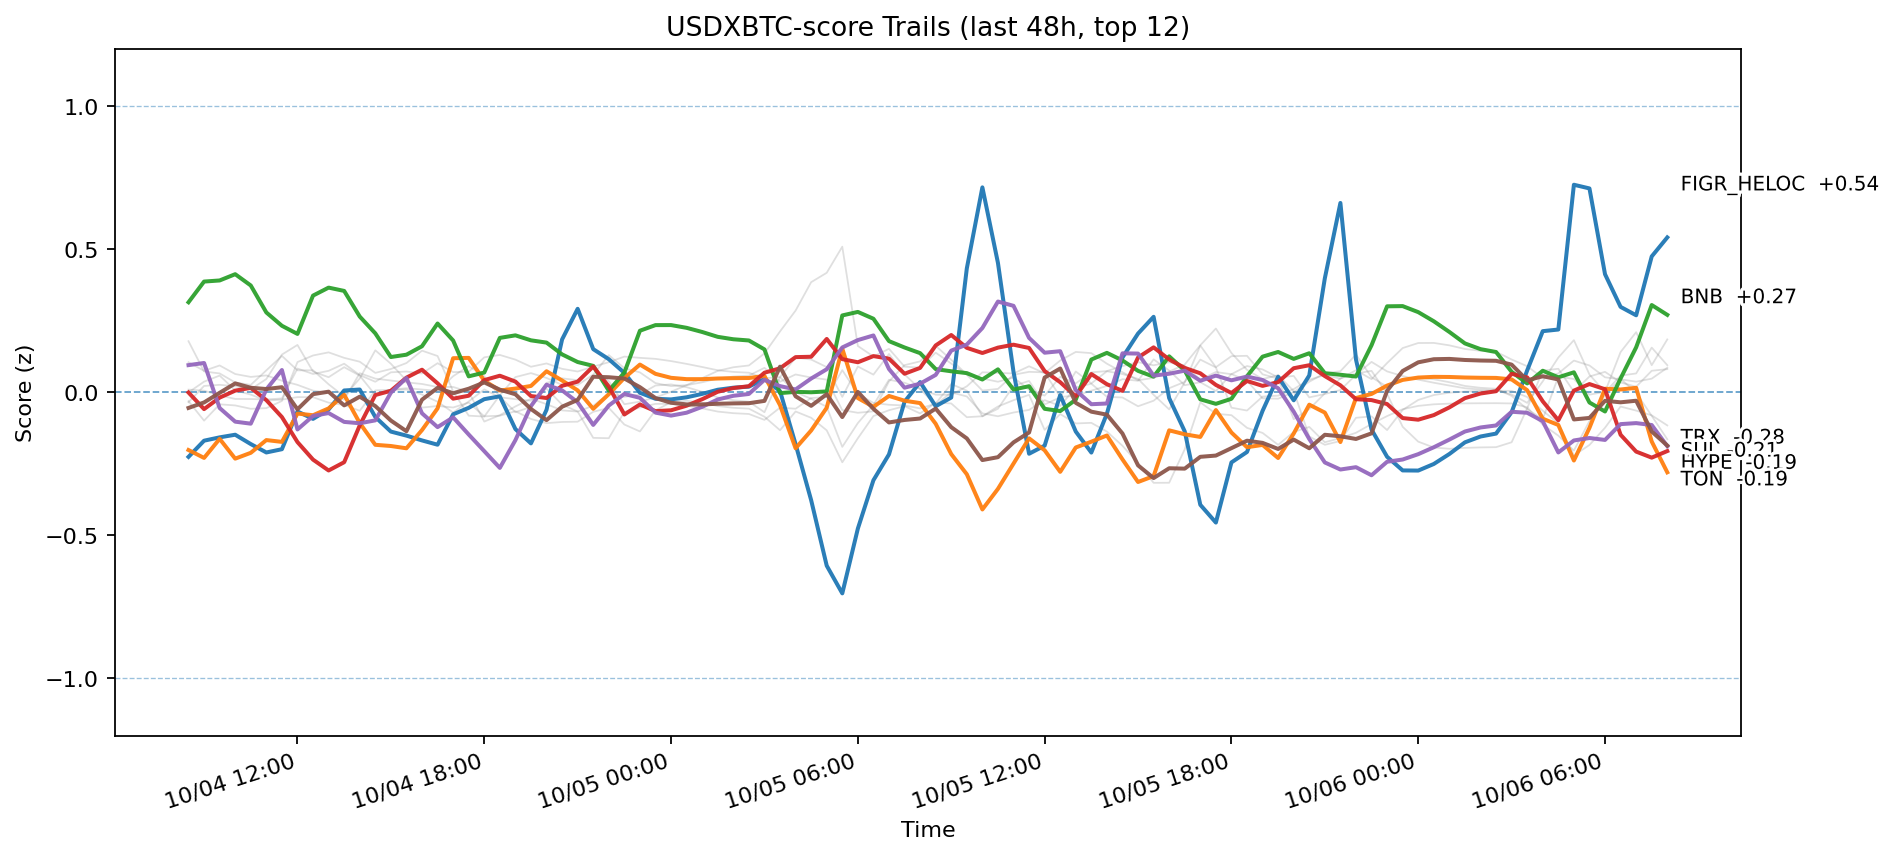 USDXBTC-score Trails (last 48h, top 12)
Score (z)
1.0
0.5
0.0
−0.5
−1.0
FIGR_HELOC +0.54
BNB +0.27
TRX -0.28
SUI -0.21
HYPE -0.19
TON -0.19
10/04 12:00
10/04 18:00
10/05 00:00
10/05 06:00
10/05 12:00
10/05 18:00
10/06 00:00
10/06 06:00
Time